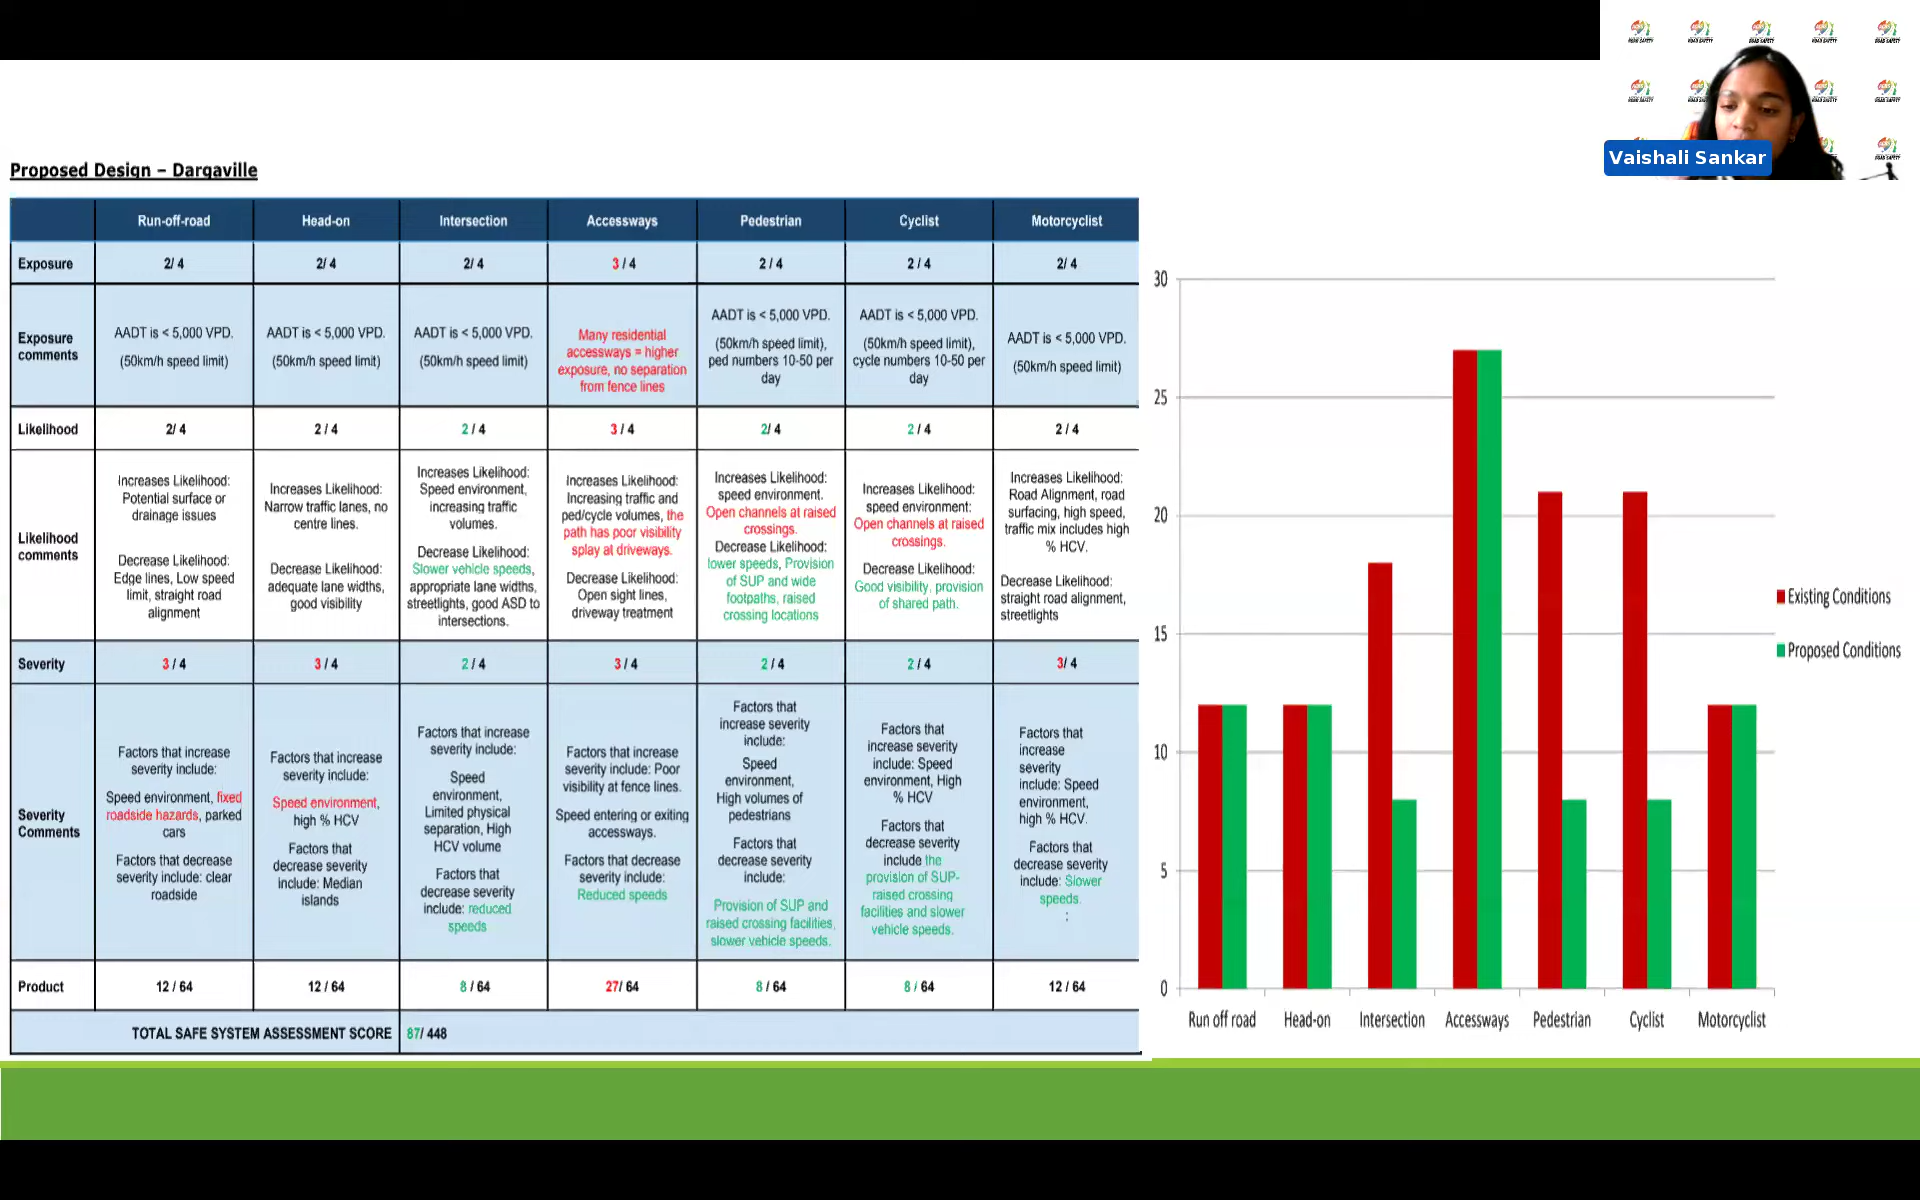 Vaishali Sankar
Proposed Design – Dargaville
Run-off-road Head-on Intersection Accessways Pedestrian Cyclist Motorcyclist
Exposure 2/ 4 2/ 4 2/ 4 3 / 4 2 / 4 2 / 4 2/ 4
Exposure
comments
AADT is < 5,000 VPD.
(50km/h speed limit)
AADT is < 5,000 VPD.
(50km/h speed limit)
AADT is < 5,000 VPD.
(50km/h speed limit)
Many residential
accessways = higher
exposure, no separation
from fence lines
AADT is < 5,000 VPD.
(50km/h speed limit),
ped numbers 10-50 per
day
AADT is < 5,000 VPD.
(50km/h speed limit),
cycle numbers 10-50 per
day
AADT is < 5,000 VPD.
(50km/h speed limit)
Likelihood 2/ 4 2 / 4 2 / 4 3 / 4 2/ 4 2 / 4 2 / 4
Likelihood
comments
Increases Likelihood:
Potential surface or
drainage issues
Decrease Likelihood:
Edge lines, Low speed
limit, straight road
alignment
Increases Likelihood:
Narrow traffic lanes, no
centre lines.
Decrease Likelihood:
adequate lane widths,
good visibility
Increases Likelihood:
Speed environment,
increasing traffic
volumes.
Decrease Likelihood:
Slower vehicle speeds,
appropriate lane widths,
streetlights, good ASD to
intersections.
Increases Likelihood:
Increasing traffic and
ped/cycle volumes, the
path has poor visibility
splay at driveways.
Decrease Likelihood:
Open sight lines,
driveway treatment
Increases Likelihood:
speed environment.
Open channels at raised
crossings.
Decrease Likelihood:
lower speeds, Provision
of SUP and wide
footpaths, raised
crossing locations
Increases Likelihood:
speed environment:
Open channels at raised
crossings.
Decrease Likelihood:
Good visibility, provision
of shared path.
Increases Likelihood:
Road Alignment, road
surfacing, high speed,
traffic mix includes high
% HCV.
Decrease Likelihood:
straight road alignment,
streetlights
Severity 3 / 4 3 / 4 2 / 4 3 / 4 2 / 4 2 / 4 3/ 4
Severity
Comments
Factors that increase
severity include:
Speed environment, fixed
roadside hazards, parked
cars
Factors that decrease
severity include: clear
roadside
Factors that increase
severity include:
Speed environment,
high % HCV
Factors that
decrease severity
include: Median
islands
Factors that increase
severity include:
Speed
environment,
Limited physical
separation, High
HCV volume
Factors that
decrease severity
include: reduced
speeds
Factors that increase
severity include: Poor
visibility at fence lines.
Speed entering or exiting
accessways.
Factors that decrease
severity include:
Reduced speeds
Factors that
increase severity
include:
Speed
environment,
High volumes of
pedestrians
Factors that
decrease severity
include:
Provision of SUP and
raised crossing facilities,
slower vehicle speeds.
Factors that
increase severity
include: Speed
environment, High
% HCV
Factors that
decrease severity
include the
provision of SUP-
raised crossing
facilities and slower
vehicle speeds.
Factors that
increase
severity
include: Speed
environment,
high % HCV.
Factors that
decrease severity
include: Slower
speeds.
:
Product 12 / 64 12 / 64 8 / 64 27/ 64 8 / 64 8 / 64 12 / 64
TOTAL SAFE SYSTEM ASSESSMENT SCORE 87/ 448
30
25
20
15
10
5
0
Run off road Head-on Intersection Accessways Pedestrian Cyclist Motorcyclist
Existing Conditions
Proposed Conditions